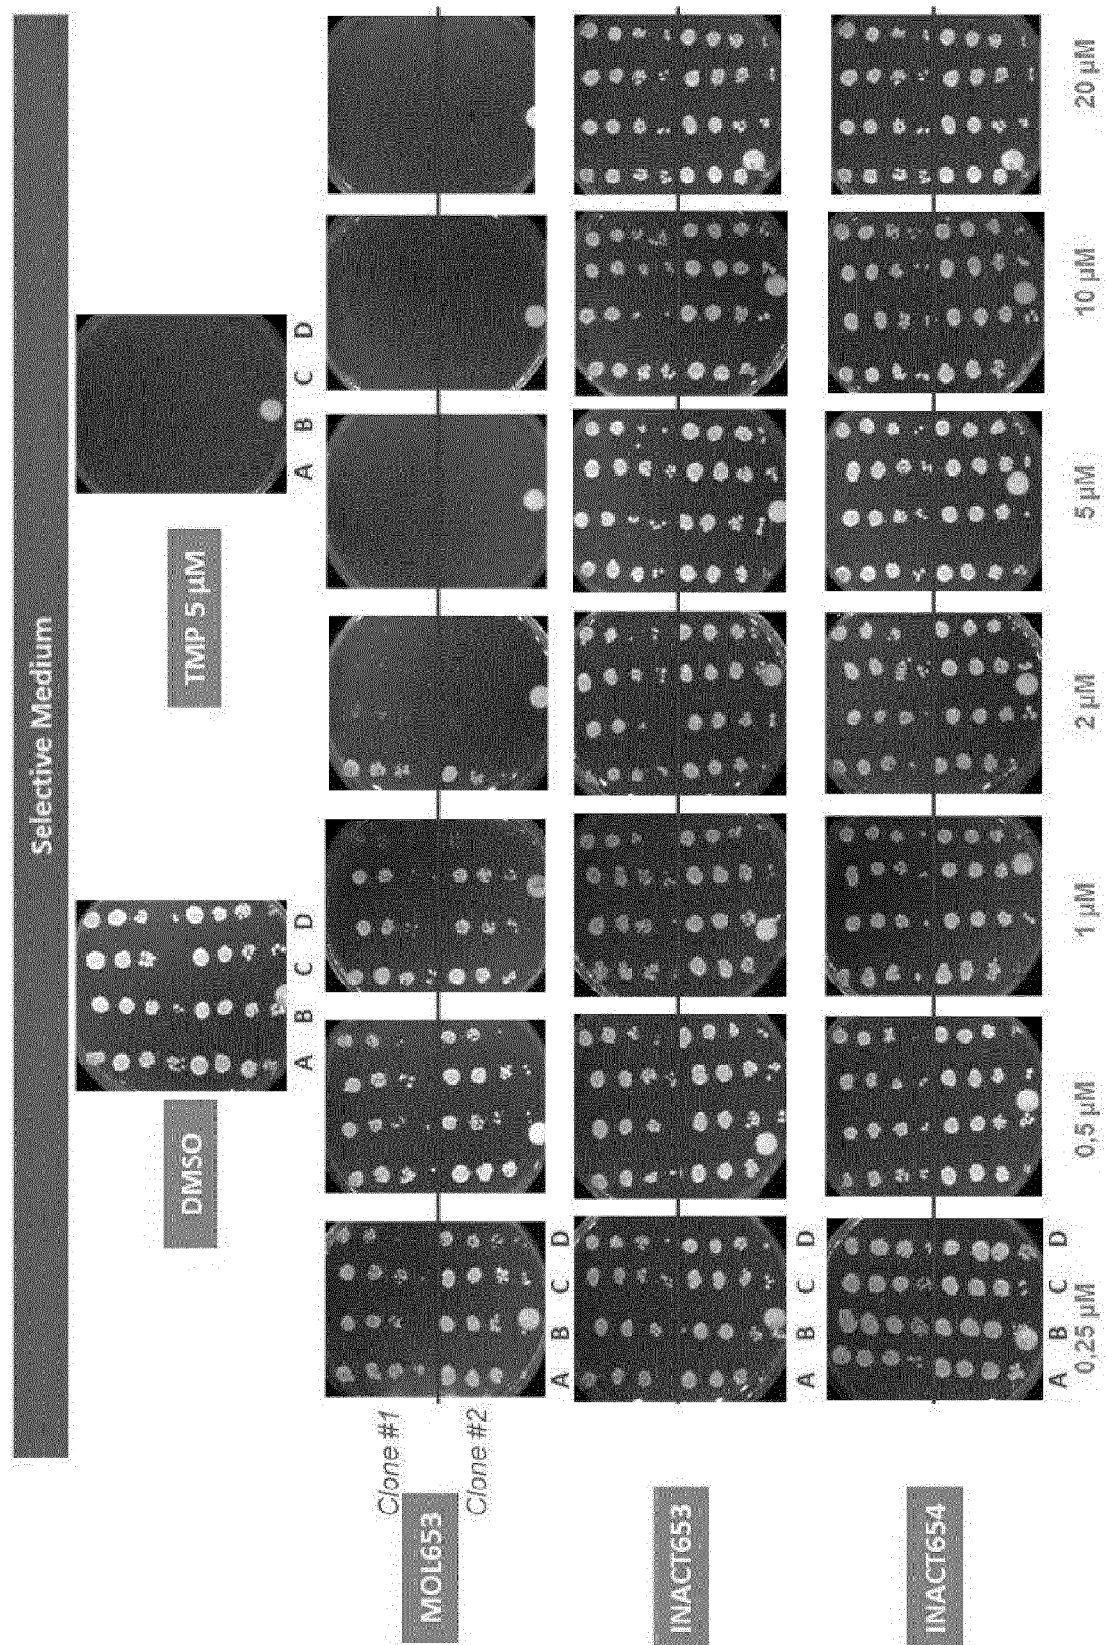 Selective Medium
DMSO
TMP 5 µM
A B C D
A B C D
Clone #1
MOL653
Clone #2
A B C D
INACT653
A B C D
INACT654
A B C D
0,25 µM
0,5 µM
1 µM
2 µM
5 µM
10 µM
20 µM